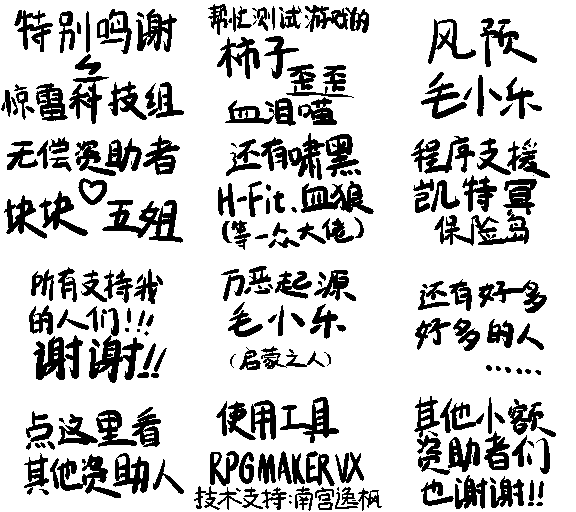 特别鸣谢
惊雷科技组
无偿资助者
块块♡五姐
帮忙测试游戏的
柿子歪歪
血泪喵
还有啸黑
H-Fit.血狼
(等一众大佬)
风预
毛小乐
程序支援
凯特宣
保险岛
所有支持我
的人们!!!
谢谢!!
万恶起源
毛小乐
(启蒙之人)
还有好多
好多的人
……
点这里看
其他资助人
使用工具
RPGMAKERVX
技术支持:南宫逸枫
其他小额
资助者们
也谢谢!!